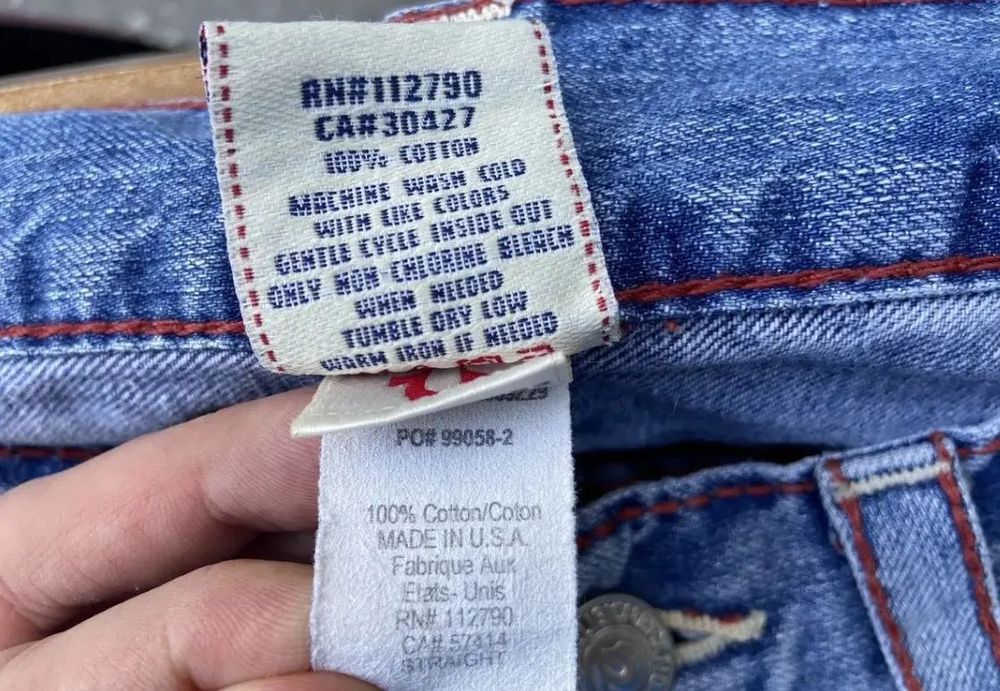 RN#112790
CA#30427
100% COTTON
MACHINE WASH COLD
WITH LIKE COLORS
GENTLE CYCLE INSIDE OUT
ONLY NON-CHLORINE BLEACH
WHEN NEEDED
TUMBLE DRY LOW
WARM IRON IF NEEDED
PO# 99058-2
100% Cotton/Coton
MADE IN U.S.A.
Fabrique Aux
Etats- Unis
RN# 112790
CA# 57414
STRAIGHT